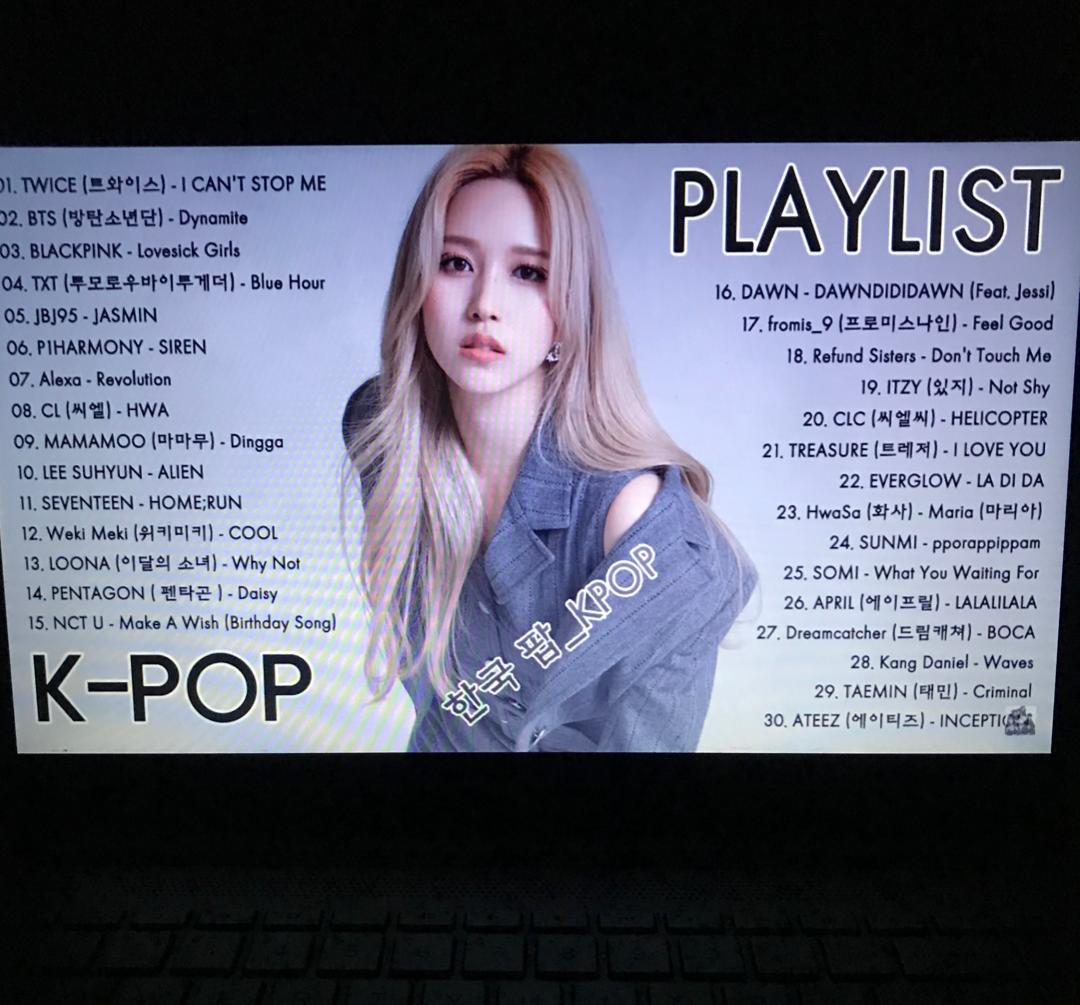 01. TWICE (트와이스) - I CAN'T STOP ME
02. BTS (방탄소년단) - Dynamite
03. BLACKPINK - Lovesick Girls
04. TXT (투모로우바이투게더) - Blue Hour
05. JBJ95 - JASMIN
06. P1HARMONY - SIREN
07. Alexa - Revolution
08. CL (씨엘) - HWA
09. MAMAMOO (마마무) - Dingga
10. LEE SUHYUN - ALIEN
11. SEVENTEEN - HOME;RUN
12. Weki Meki (위키미키) - COOL
13. LOONA (이달의 소녀) - Why Not
14. PENTAGON ( 펜타곤 ) - Daisy
15. NCT U - Make A Wish (Birthday Song)
K-POP
한국 팝_KPOP
PLAYLIST
16. DAWN - DAWNDIDIDAWN (Feat. Jessi)
17. fromis_9 (프로미스나인) - Feel Good
18. Refund Sisters - Don't Touch Me
19. ITZY (있지) - Not Shy
20. CLC (씨엘씨) - HELICOPTER
21. TREASURE (트레저) - I LOVE YOU
22. EVERGLOW - LA DI DA
23. HwaSa (화사) - Maria (마리아)
24. SUNMI - pporappippam
25. SOMI - What You Waiting For
26. APRIL (에이프릴) - LALALILALA
27. Dreamcatcher (드림캐쳐) - BOCA
28. Kang Daniel - Waves
29. TAEMIN (태민) - Criminal
30. ATEEZ (에이티즈) -